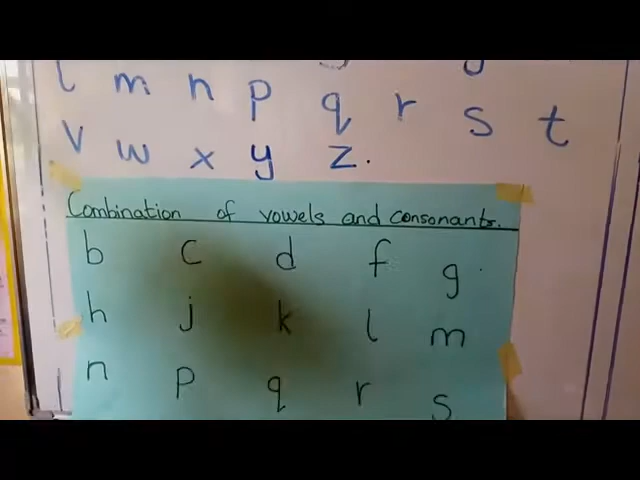 l m n p q r s t
v w x y z.
Combination of vowels and consonants.
b c d f g.
h j k l m
n p q r s